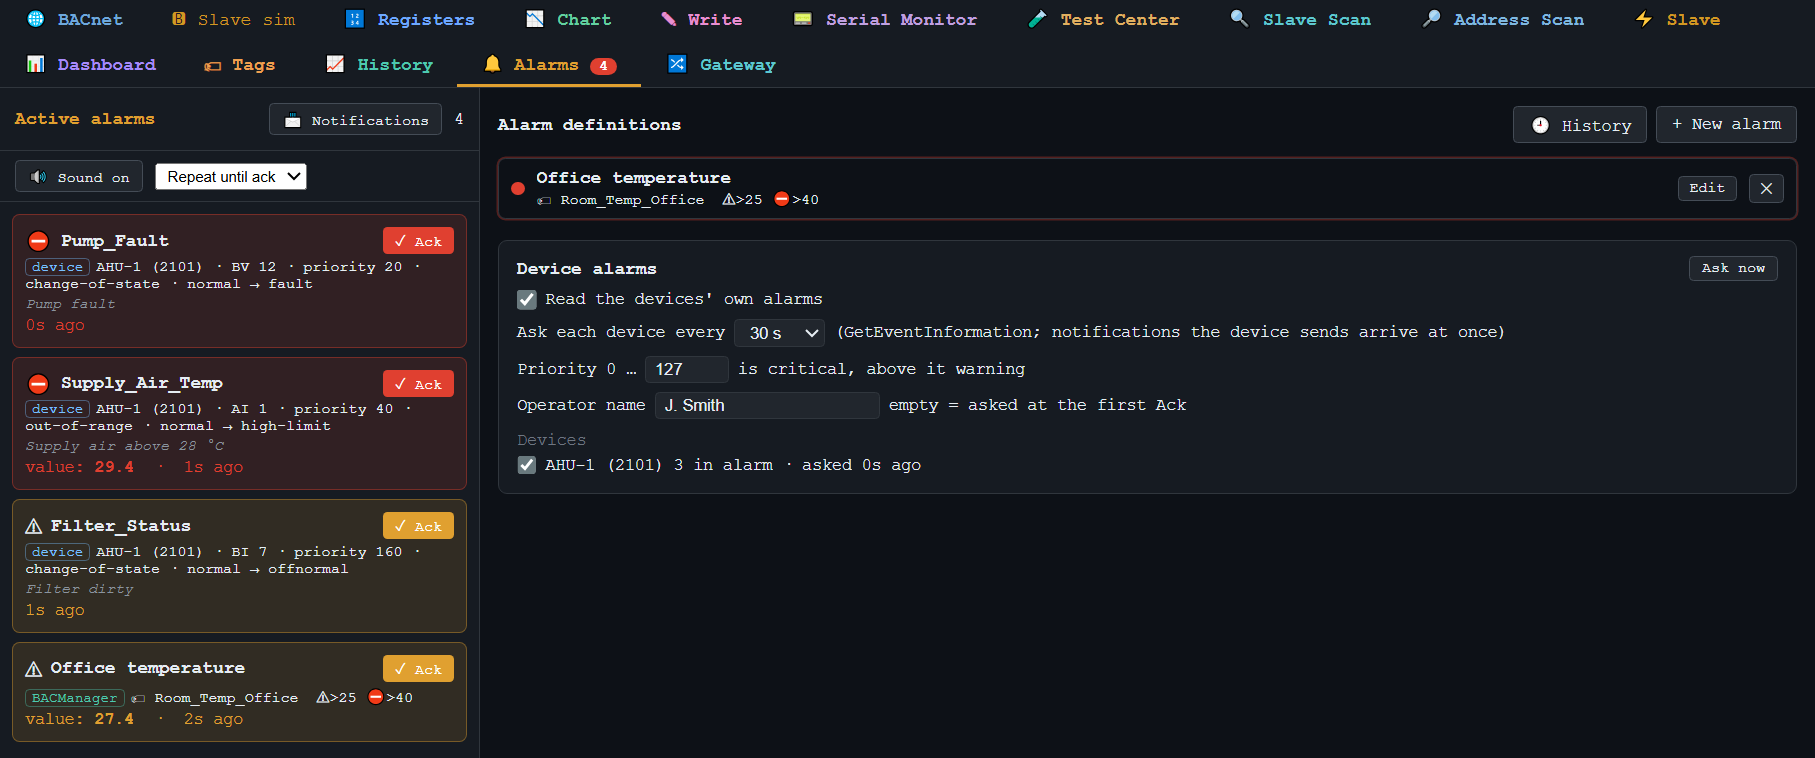 BACnet
B Slave sim
Registers
Chart
Write
Serial Monitor
Test Center
Slave Scan
Address Scan
Slave
Dashboard
Tags
History
Alarms 4
Gateway
Active alarms
Notifications 4
Sound on
Repeat until ack
Pump_Fault
✓ Ack
device AHU-1 (2101) · BV 12 · priority 20 ·
change-of-state · normal → fault
Pump fault
0s ago
Supply_Air_Temp
✓ Ack
device AHU-1 (2101) · AI 1 · priority 40 ·
out-of-range · normal → high-limit
Supply air above 28 °C
value: 29.4 · 1s ago
Filter_Status
✓ Ack
device AHU-1 (2101) · BI 7 · priority 160 ·
change-of-state · normal → offnormal
Filter dirty
1s ago
Office temperature
✓ Ack
BACManager Room_Temp_Office ⚠>25 ⛔>40
value: 27.4 · 2s ago
Alarm definitions
History
+ New alarm
Office temperature
Room_Temp_Office ⚠>25 ⛔>40
Edit
Device alarms
Ask now
Read the devices' own alarms
Ask each device every 30 s (GetEventInformation; notifications the device sends arrive at once)
Priority 0 … 127 is critical, above it warning
Operator name J. Smith empty = asked at the first Ack
Devices
AHU-1 (2101) 3 in alarm · asked 0s ago